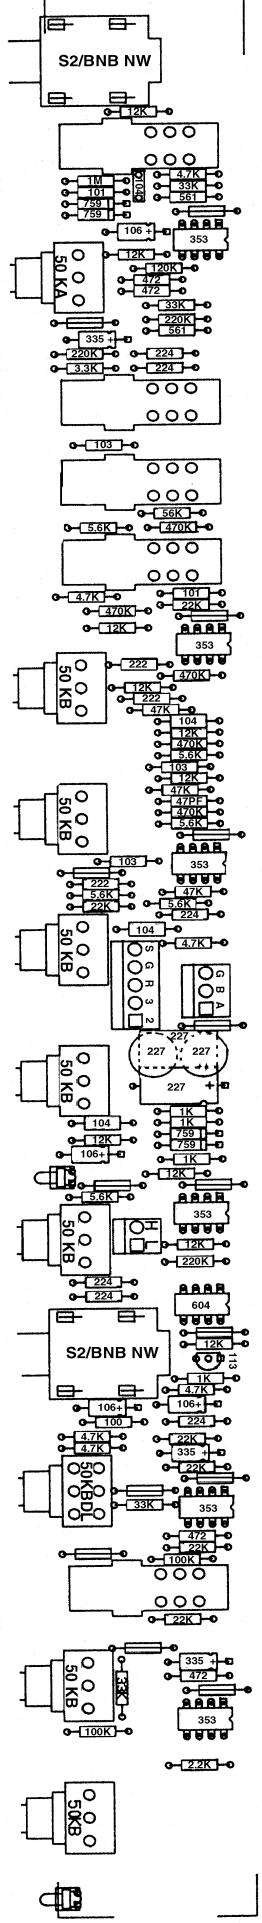 S2/BNB NW
12K
1M
101
759
759
104
4.7K
33K
561
106 +
353
12K
120K
472
472
50 KA
33K
220K
561
335 +
220K
224
3.3K
224
103
56K
5.6K
470K
4.7K
101
22K
470K
12K
353
222
470K
50 KB
12K
222
47K
104
12K
470K
5.6K
103
12K
47K
47PF
470K
5.6K
50 KB
103
353
222
5.6K
22K
47K
5.6K
224
50 KB
104
4.7K
S
G
R
3
2
G
B
A
227
227
227
227
+
50 KB
1K
1K
759
759
104
12K
106+
1K
12K
5.6K
353
50 KB
H
L
12K
220K
224
224
604
S2/BNB NW
12K
113
1K
4.7K
106+
106+
100
224
4.7K
4.7K
22K
335 +
22K
50KBDL
33K
353
472
22K
100K
22K
50 KB
33K
335 +
472
100K
353
2.2K
50KB